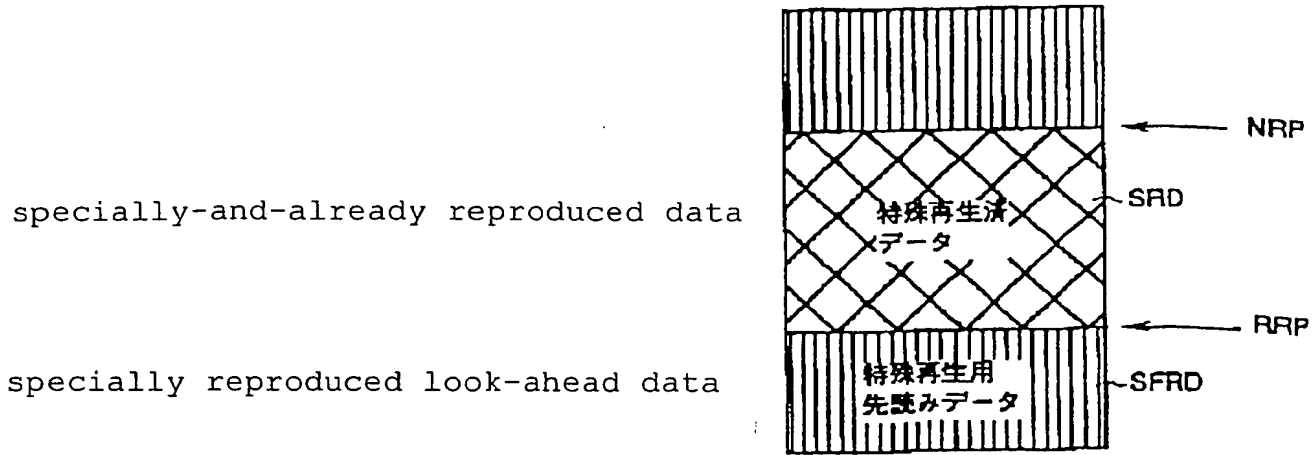 NRP
specially-and-already reproduced data
特殊再生済
データ
SRD
RRP
specially reproduced look-ahead data
特殊再生用
先読みデータ
SFRD